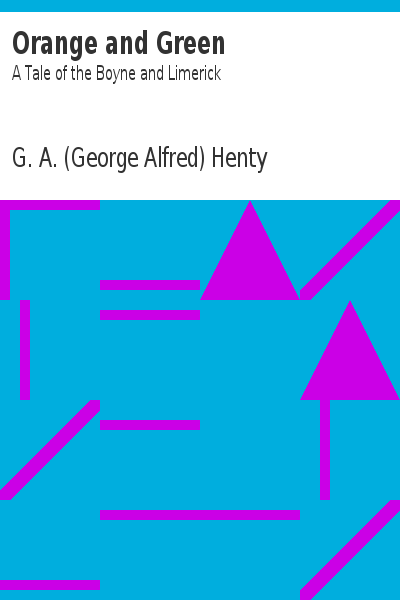 Orange and Green
A Tale of the Boyne and Limerick
G. A. (George Alfred) Henty